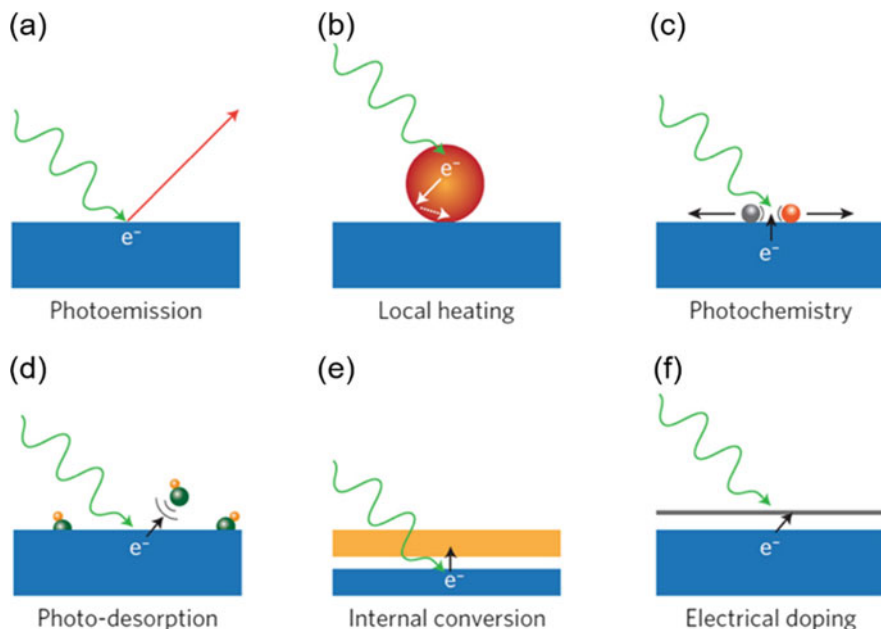 (a)
e⁻
Photoemission
(b)
e⁻
Local heating
(c)
e⁻
Photochemistry
(d)
e⁻
Photo-desorption
(e)
e⁻
Internal conversion
(f)
e⁻
Electrical doping